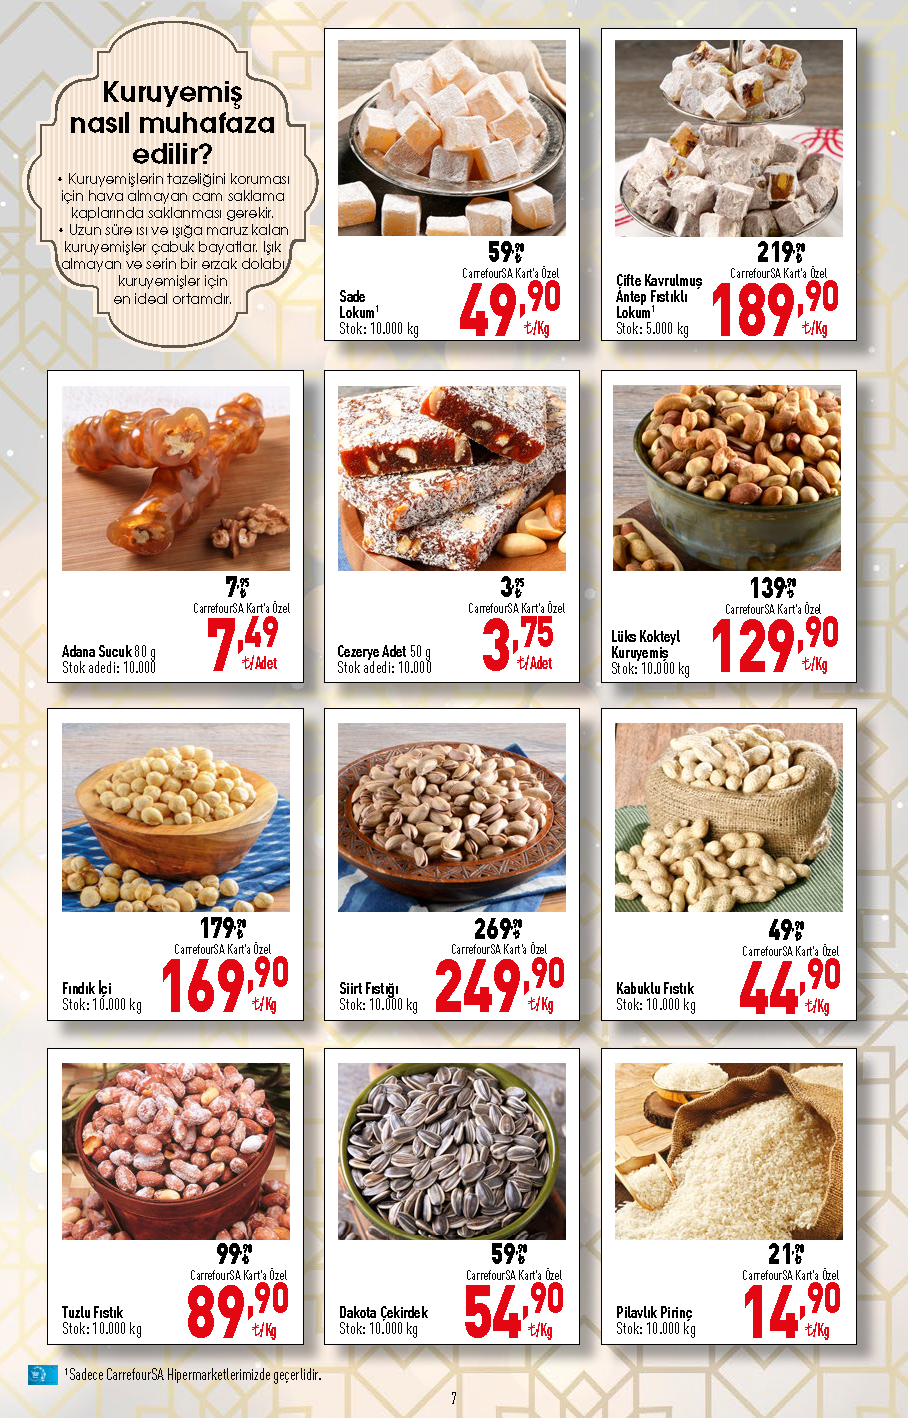 Kuruyemiş
nasıl muhafaza
edilir?
• Kuruyemişlerin tazeliğini koruması
için hava almayan cam saklama
kaplarında saklanması gerekir.
• Uzun süre ısı ve ışığa maruz kalan
kuruyemişler çabuk bayatlar. Işık
almayan ve serin bir erzak dolabı
kuruyemişler için
en ideal ortamdır.
59,90 ₺
CarrefourSA Kart'a Özel
Sade
Lokum¹
Stok: 10.000 kg
49,90
₺/Kg
219,90 ₺
CarrefourSA Kart'a Özel
Çifte Kavrulmuş
Antep Fıstıklı
Lokum¹
Stok: 5.000 kg
189,90
₺/Kg
7,95 ₺
CarrefourSA Kart'a Özel
Adana Sucuk 80 g
Stok adedi: 10.000
7,49
₺/Adet
3,95 ₺
CarrefourSA Kart'a Özel
Cezerye Adet 50 g
Stok adedi: 10.000
3,75
₺/Adet
139,90 ₺
CarrefourSA Kart'a Özel
Lüks Kokteyl
Kuruyemiş
Stok: 10.000 kg
129,90
₺/Kg
179,90 ₺
CarrefourSA Kart'a Özel
Fındık İçi
Stok: 10.000 kg
169,90
₺/Kg
269,90 ₺
CarrefourSA Kart'a Özel
Siirt Fıstığı
Stok: 10.000 kg
249,90
₺/Kg
49,90 ₺
CarrefourSA Kart'a Özel
Kabuklu Fıstık
Stok: 10.000 kg
44,90
₺/Kg
99,90 ₺
CarrefourSA Kart'a Özel
Tuzlu Fıstık
Stok: 10.000 kg
89,90
₺/Kg
59,90 ₺
CarrefourSA Kart'a Özel
Dakota Çekirdek
Stok: 10.000 kg
54,90
₺/Kg
21,90 ₺
CarrefourSA Kart'a Özel
Pilavlık Pirinç
Stok: 10.000 kg
14,90
₺/Kg
¹Sadece CarrefourSA Hipermarketlerimizde geçerlidir.
7